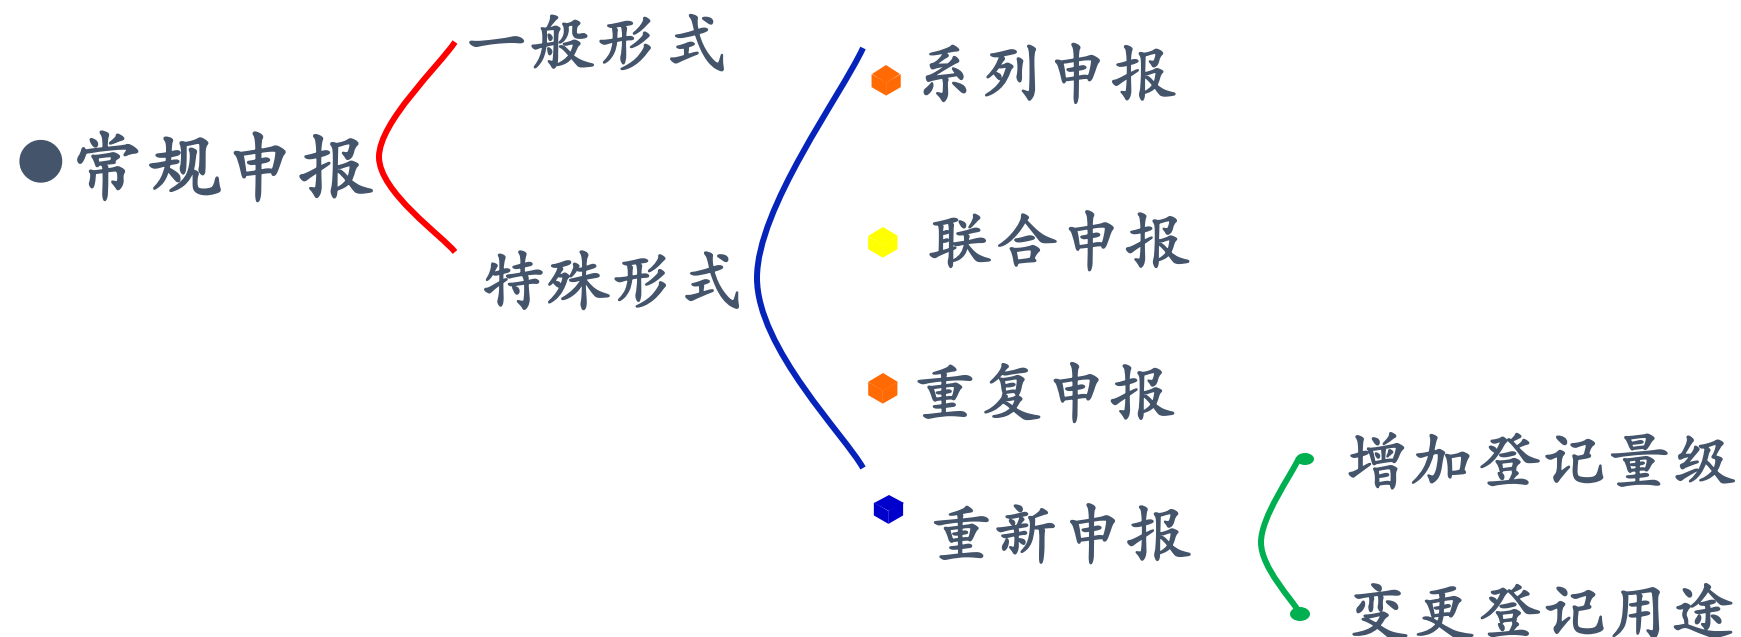 常规申报
一般形式
特殊形式
系列申报
联合申报
重复申报
重新申报
增加登记量级
变更登记用途